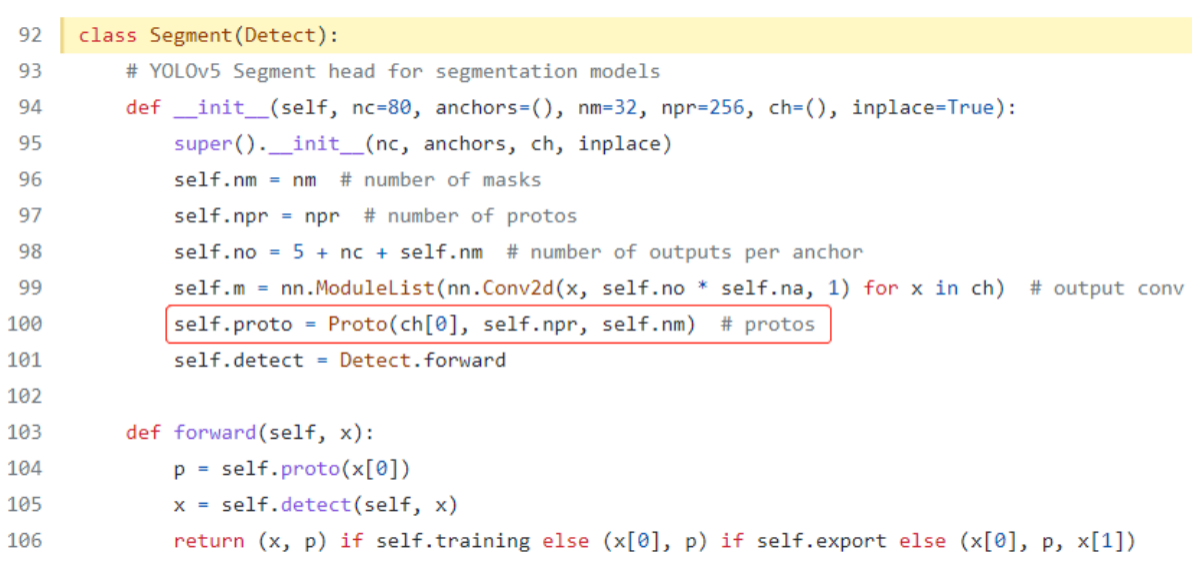 92 class Segment(Detect):
93     # YOLOv5 Segment head for segmentation models
94     def __init__(self, nc=80, anchors=(), nm=32, npr=256, ch=(), inplace=True):
95         super().__init__(nc, anchors, ch, inplace)
96         self.nm = nm  # number of masks
97         self.npr = npr  # number of protos
98         self.no = 5 + nc + self.nm  # number of outputs per anchor
99         self.m = nn.ModuleList(nn.Conv2d(x, self.no * self.na, 1) for x in ch)  # output conv
100         self.proto = Proto(ch[0], self.npr, self.nm)  # protos
101         self.detect = Detect.forward
102
103     def forward(self, x):
104         p = self.proto(x[0])
105         x = self.detect(self, x)
106         return (x, p) if self.training else (x[0], p) if self.export else (x[0], p, x[1])